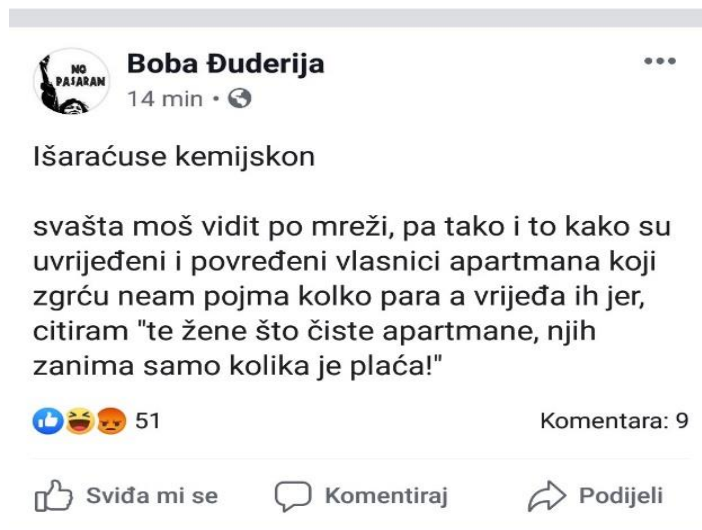 NO
PASARAN
Boba Đuderija
14 min
Išaraćuse kemijskon
svašta moš vidit po mreži, pa tako i to kako su
uvrijeđeni i povređeni vlasnici apartmana koji
zgrću neam pojma kolko para a vrijeđa ih jer,
citiram "te žene što čiste apartmane, njih
zanima samo kolika je plaća!"
51 Komentara: 9
Sviđa mi se Komentiraj Podijeli